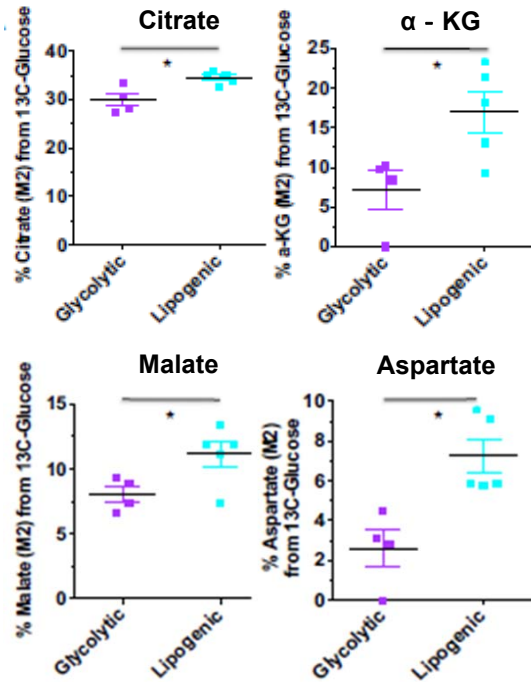 Citrate
α - KG
% Citrate (M2) from 13C-Glucose
40
30
20
10
0
*
Glycolytic
Lipogenic
% a-KG (M2) from 13C-Glucose
25
20
15
10
5
0
*
Glycolytic
Lipogenic
Malate
Aspartate
% Malate (M2) from 13C-Glucose
15
10
5
0
*
Glycolytic
Lipogenic
% Aspartate (M2)
from 13C-Glucose
10
8
6
4
2
0
*
Glycolytic
Lipogenic